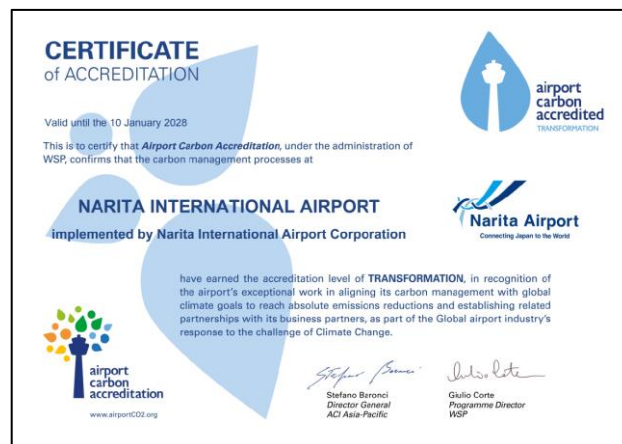 CERTIFICATE
of ACCREDITATION
airport
carbon
accredited
TRANSFORMATION
Valid until the 10 January 2028
This is to certify that Airport Carbon Accreditation, under the administration of
WSP, confirms that the carbon management processes at
NARITA INTERNATIONAL AIRPORT
implemented by Narita International Airport Corporation
Narita Airport
Connecting Japan to the World
have earned the accreditation level of TRANSFORMATION, in recognition of
the airport's exceptional work in aligning its carbon management with global
climate goals to reach absolute emissions reductions and establishing related
partnerships with its business partners, as part of the Global airport industry's
response to the challenge of Climate Change.
airport
carbon
accreditation
www.airportCO2.org
Stefano Baronci
Stefano Baronci
Director General
ACI Asia-Pacific
Giulio Corte
Programme Director
WSP